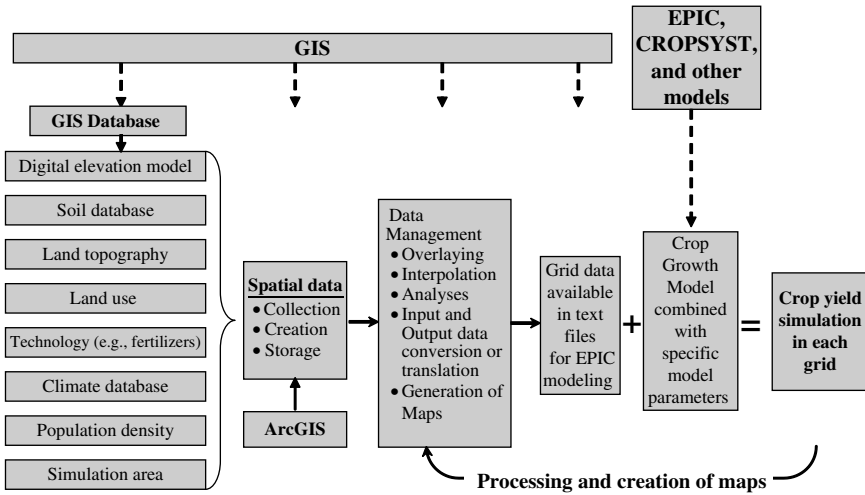 GIS
EPIC,
CROPSYST,
and other
models
GIS Database
Digital elevation model
Soil database
Land topography
Land use
Technology (e.g., fertilizers)
Climate database
Population density
Simulation area
Spatial data
• Collection
• Creation
• Storage
ArcGIS
Data
Management
• Overlaying
• Interpolation
• Analyses
• Input and
Output data
conversion or
translation
• Generation of
Maps
Grid data
available
in text
files
for EPIC
modeling
+
Crop
Growth
Model
combined
with
specific
model
parameters
=
Crop yield
simulation
in each
grid
Processing and creation of maps